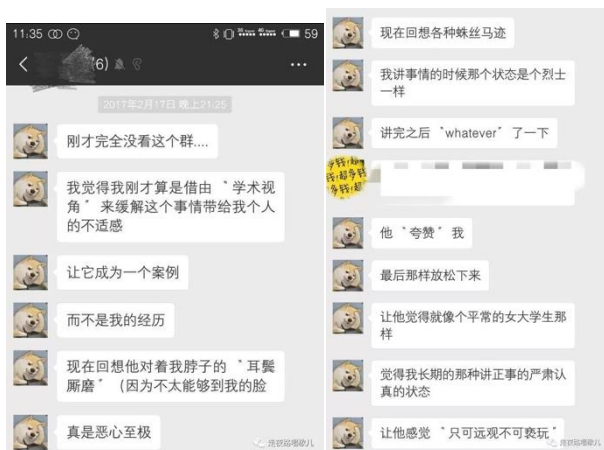 11:35
59
(6)
2017年2月17日 晚上21:25
刚才完全没看这个群....
我觉得我刚才算是借由〝学术视
角〞来缓解这个事情带给我个人
的不适感
让它成为一个案例
而不是我的经历
现在回想他对着我脖子的〝耳鬓
厮磨〞（因为不太能够到我的脸
真是恶心至极
现在回想各种蛛丝马迹
我讲事情的时候那个状态是个烈士
一样
讲完之后〝whatever〞了一下
他〝夸赞〞我
最后那样放松下来
让他觉得就像个平常的女大学生那
样
觉得我长期的那种讲正事的严肃认
真的状态
让他感觉〝只可远观不可亵玩〞